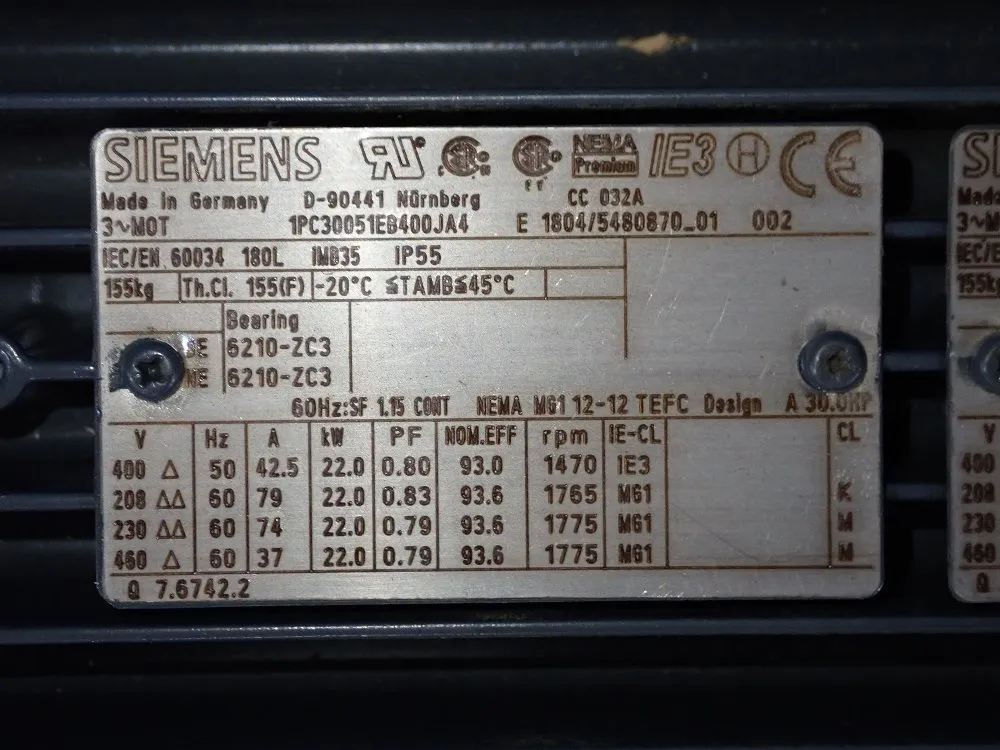 SIEMENS NEMA Premium IE3 H CE
Made in Germany D-90441 Nürnberg CC 032A
3~MOT 1PC30051EB400JA4 E 1804/5480870_01 002
IEC/EN 60034 180L IMB35 IP55
155kg Th.Cl. 155(F) -20°C ≤TAMB≤45°C
Bearing
6210-ZC3
NE 6210-ZC3
60Hz:SF 1.15 CONT NEMA MG1 12-12 TEFC Design A 30.0HP
V Hz A kW PF NOM.EFF rpm IE-CL CL
400 Δ 50 42.5 22.0 0.80 93.0 1470 IE3
208 ΔΔ 60 79 22.0 0.83 93.6 1765 MG1 K
230 ΔΔ 60 74 22.0 0.79 93.6 1775 MG1 M
460 Δ 60 37 22.0 0.79 93.6 1775 MG1 M
Q 7.6742.2